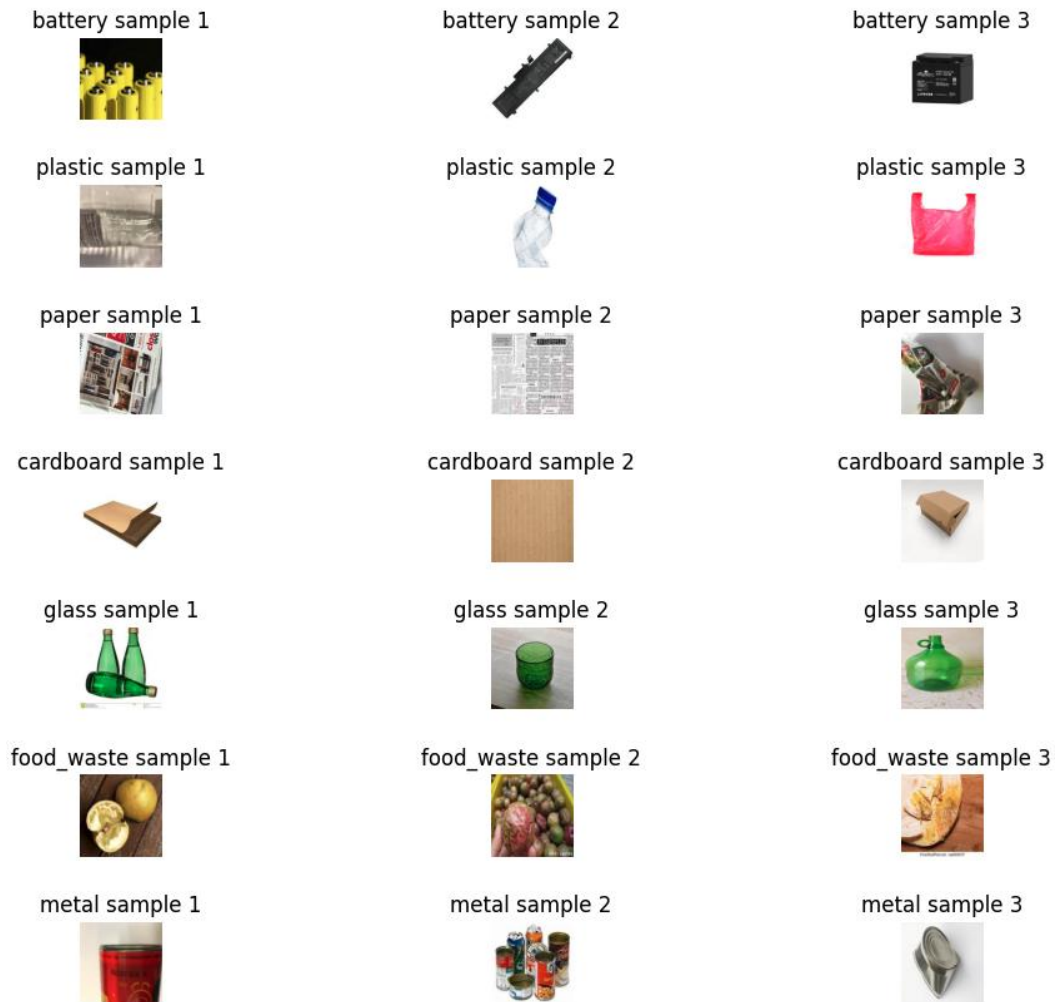 battery sample 1
battery sample 2
battery sample 3
plastic sample 1
plastic sample 2
plastic sample 3
paper sample 1
paper sample 2
paper sample 3
cardboard sample 1
cardboard sample 2
cardboard sample 3
glass sample 1
glass sample 2
glass sample 3
food_waste sample 1
food_waste sample 2
food_waste sample 3
metal sample 1
metal sample 2
metal sample 3